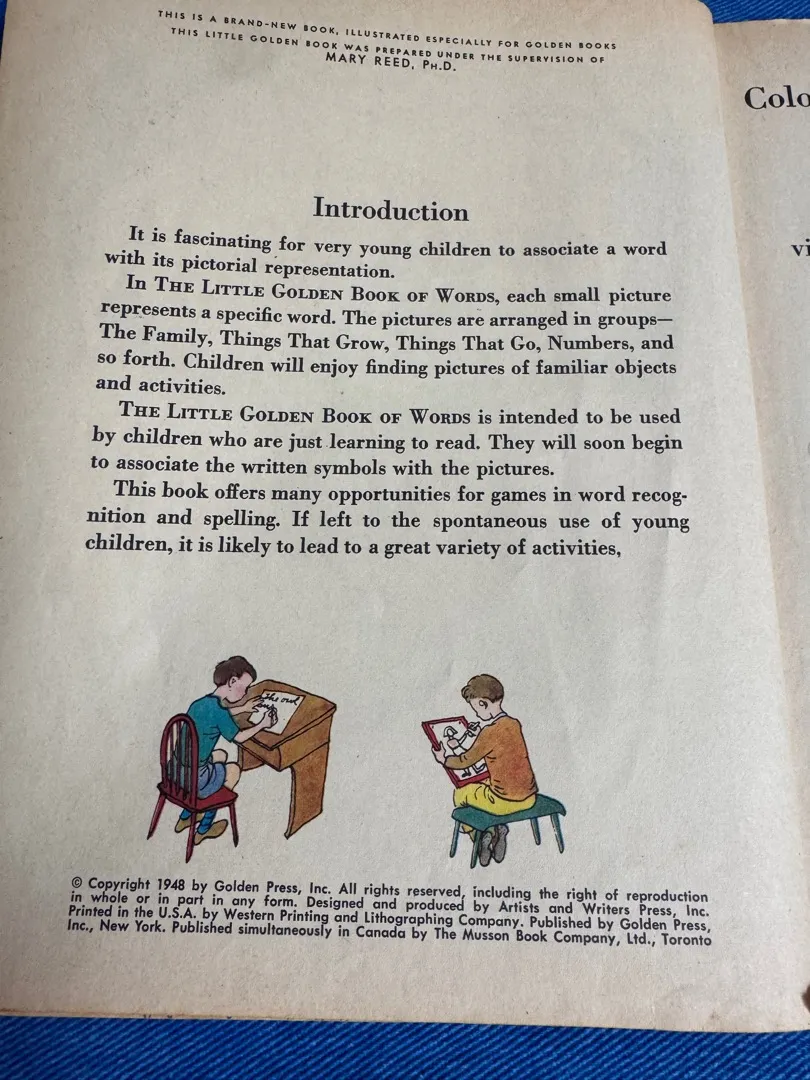 THIS IS A BRAND-NEW BOOK, ILLUSTRATED ESPECIALLY FOR GOLDEN BOOKS
THIS LITTLE GOLDEN BOOK WAS PREPARED UNDER THE SUPERVISION OF
MARY REED, PH.D.
Introduction
It is fascinating for very young children to associate a word
with its pictorial representation.
In THE LITTLE GOLDEN BOOK OF WORDS, each small picture
represents a specific word. The pictures are arranged in groups—
The Family, Things That Grow, Things That Go, Numbers, and
so forth. Children will enjoy finding pictures of familiar objects
and activities.
THE LITTLE GOLDEN BOOK OF WORDS is intended to be used
by children who are just learning to read. They will soon begin
to associate the written symbols with the pictures.
This book offers many opportunities for games in word recog-
nition and spelling. If left to the spontaneous use of young
children, it is likely to lead to a great variety of activities,
the owl
© Copyright 1948 by Golden Press, Inc. All rights reserved, including the right of reproduction
in whole or in part in any form. Designed and produced by Artists and Writers Press, Inc.
Printed in the U.S.A. by Western Printing and Lithographing Company. Published by Golden Press,
Inc., New York. Published simultaneously in Canada by The Musson Book Company, Ltd., Toronto
Colo
vi